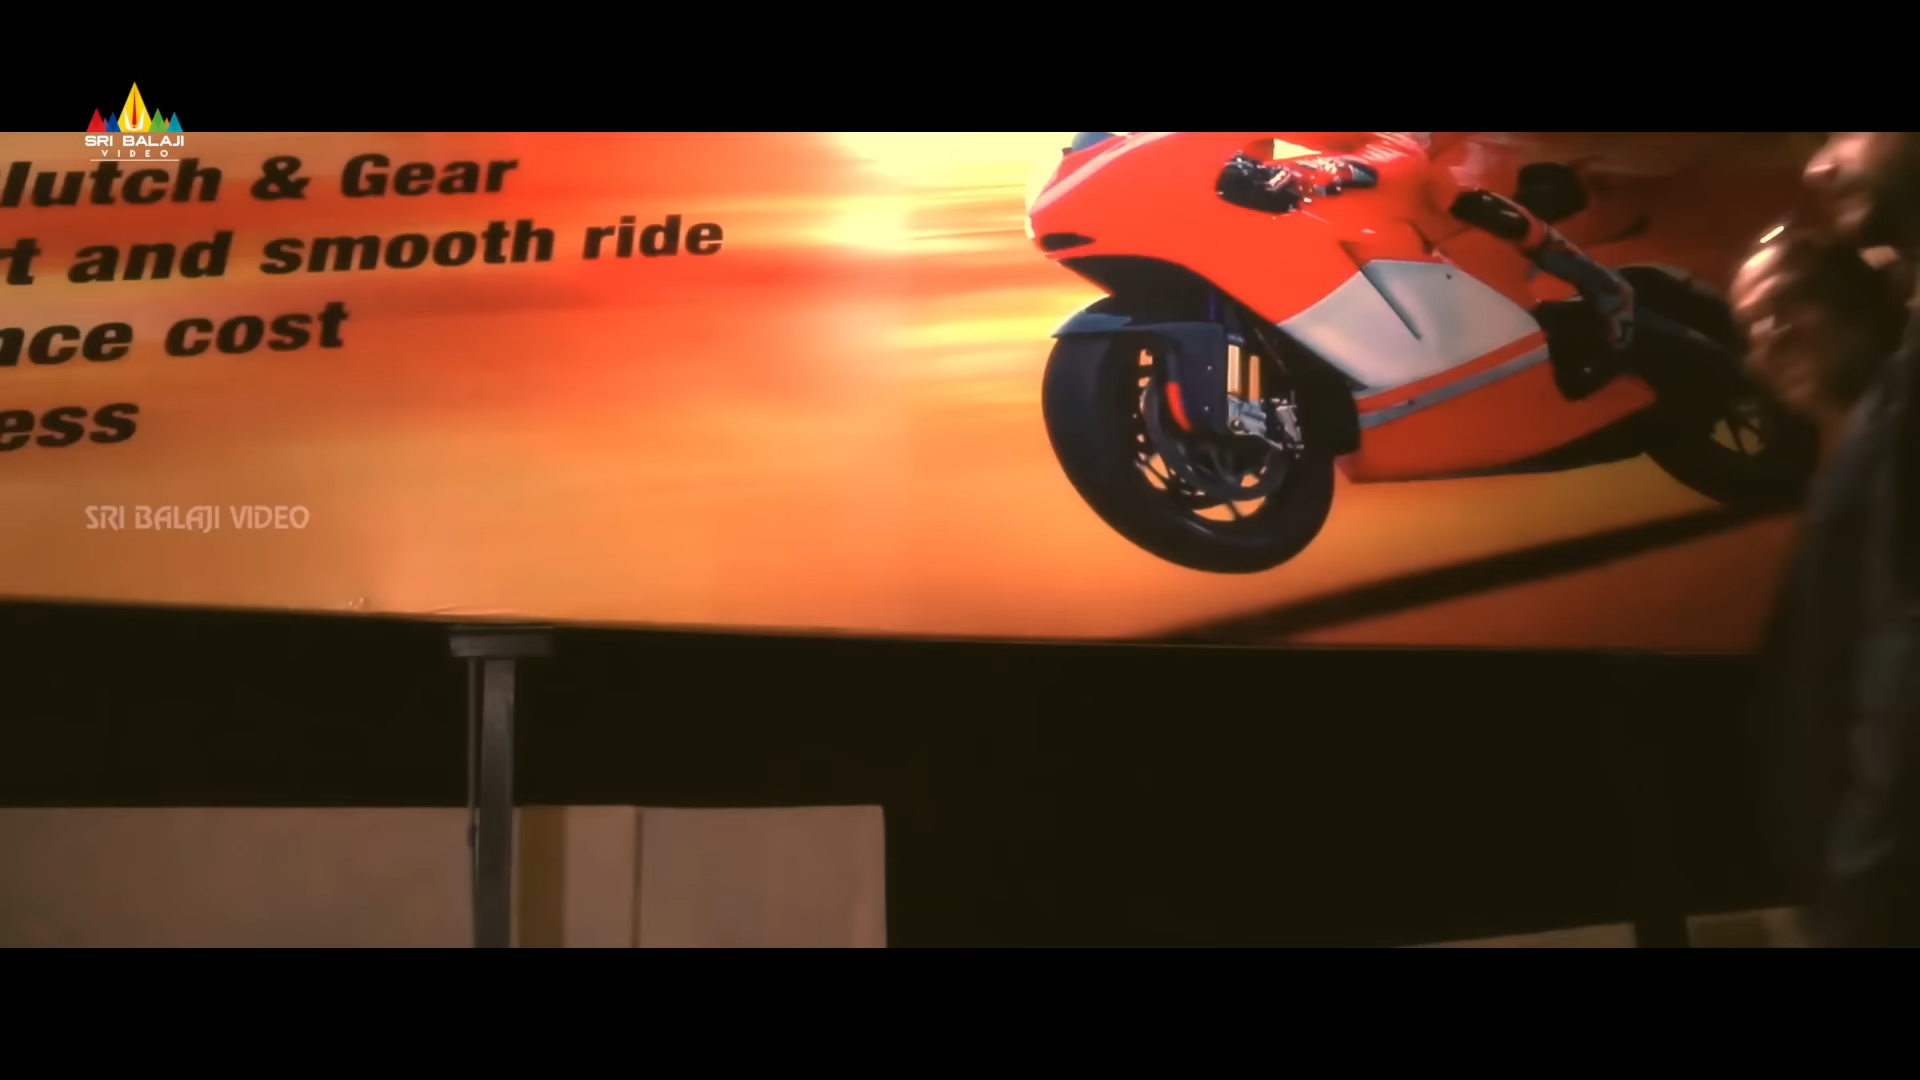 SRI BALAJI
VIDEO
lutch & Gear
t and smooth ride
nce cost
ess
SRI BALAJI VIDEO